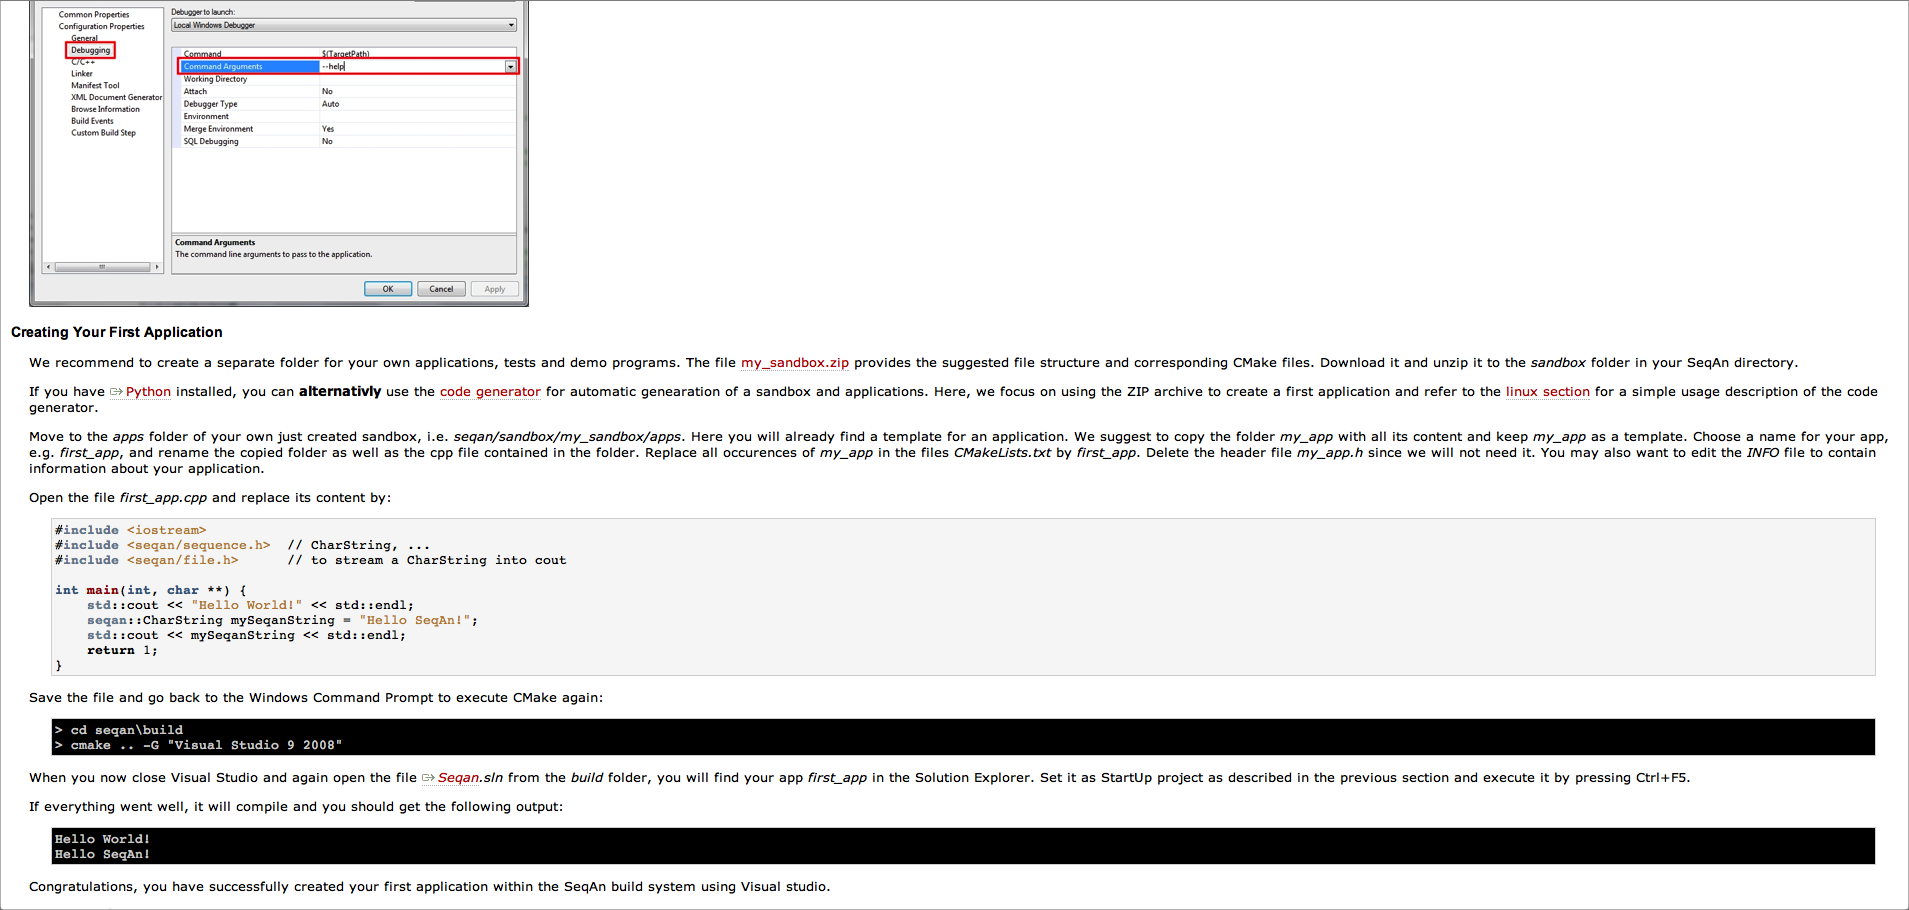 Common Properties
Configuration Properties
General
Debugging
C/C++
Linker
Manifest Tool
XML Document Generator
Browse Information
Build Events
Custom Build Step
Debugger to launch:
Local Windows Debugger
Command $(TargetPath)
Command Arguments --help
Working Directory
Attach No
Debugger Type Auto
Environment
Merge Environment Yes
SQL Debugging No
Command Arguments
The command line arguments to pass to the application.
OK Cancel Apply
Creating Your First Application
We recommend to create a separate folder for your own applications, tests and demo programs. The file my_sandbox.zip provides the suggested file structure and corresponding CMake files. Download it and unzip it to the sandbox folder in your SeqAn directory.
If you have Python installed, you can alternativly use the code generator for automatic genearation of a sandbox and applications. Here, we focus on using the ZIP archive to create a first application and refer to the linux section for a simple usage description of the code
generator.
Move to the apps folder of your own just created sandbox, i.e. seqan/sandbox/my_sandbox/apps. Here you will already find a template for an application. We suggest to copy the folder my_app with all its content and keep my_app as a template. Choose a name for your app,
e.g. first_app, and rename the copied folder as well as the cpp file contained in the folder. Replace all occurences of my_app in the files CMakeLists.txt by first_app. Delete the header file my_app.h since we will not need it. You may also want to edit the INFO file to contain
information about your application.
Open the file first_app.cpp and replace its content by:
#include <iostream>
#include <seqan/sequence.h>  // CharString, ...
#include <seqan/file.h>      // to stream a CharString into cout
int main(int, char **) {
    std::cout << "Hello World!" << std::endl;
    seqan::CharString mySeqanString = "Hello SeqAn!";
    std::cout << mySeqanString << std::endl;
    return 1;
}
Save the file and go back to the Windows Command Prompt to execute CMake again:
> cd seqan\build
> cmake .. -G "Visual Studio 9 2008"
When you now close Visual Studio and again open the file Seqan.sln from the build folder, you will find your app first_app in the Solution Explorer. Set it as StartUp project as described in the previous section and execute it by pressing Ctrl+F5.
If everything went well, it will compile and you should get the following output:
Hello World!
Hello SeqAn!
Congratulations, you have successfully created your first application within the SeqAn build system using Visual studio.